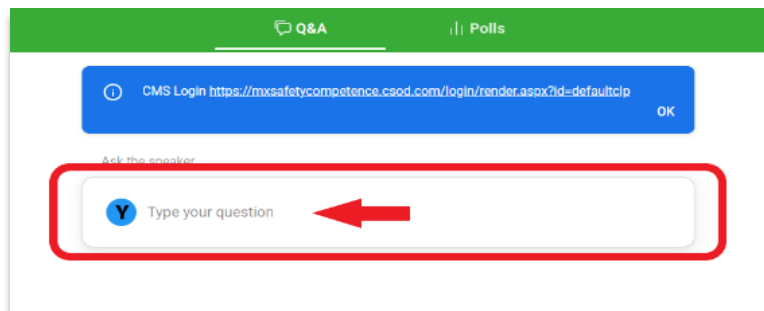 Q&A
Polls
CMS Login https://mxsafetycompetence.csod.com/login/render.aspx?id=defaultclp
OK
Ask the speaker
Y
Type your question